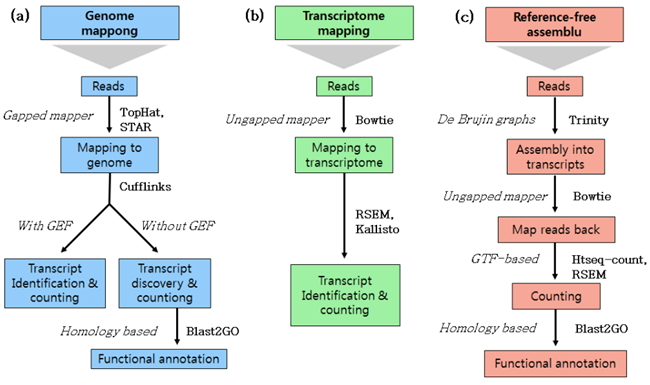 (a)
Genome
mappong
Reads
Gapped mapper
TopHat,
STAR
Mapping to
genome
Cufflinks
With GEF
Without GEF
Transcript
Identification &
counting
Transcript
discovery &
countiong
Homology based
Blast2GO
Functional annotation
(b)
Transcriptome
mapping
Reads
Ungapped mapper
Bowtie
Mapping to
transcriptome
RSEM,
Kallisto
Transcript
Identification &
counting
(c)
Reference-free
assemblu
Reads
De Brujin graphs
Trinity
Assembly into
transcripts
Ungapped mapper
Bowtie
Map reads back
GTF-based
Htseq-count,
RSEM
Counting
Homology based
Blast2GO
Functional annotation